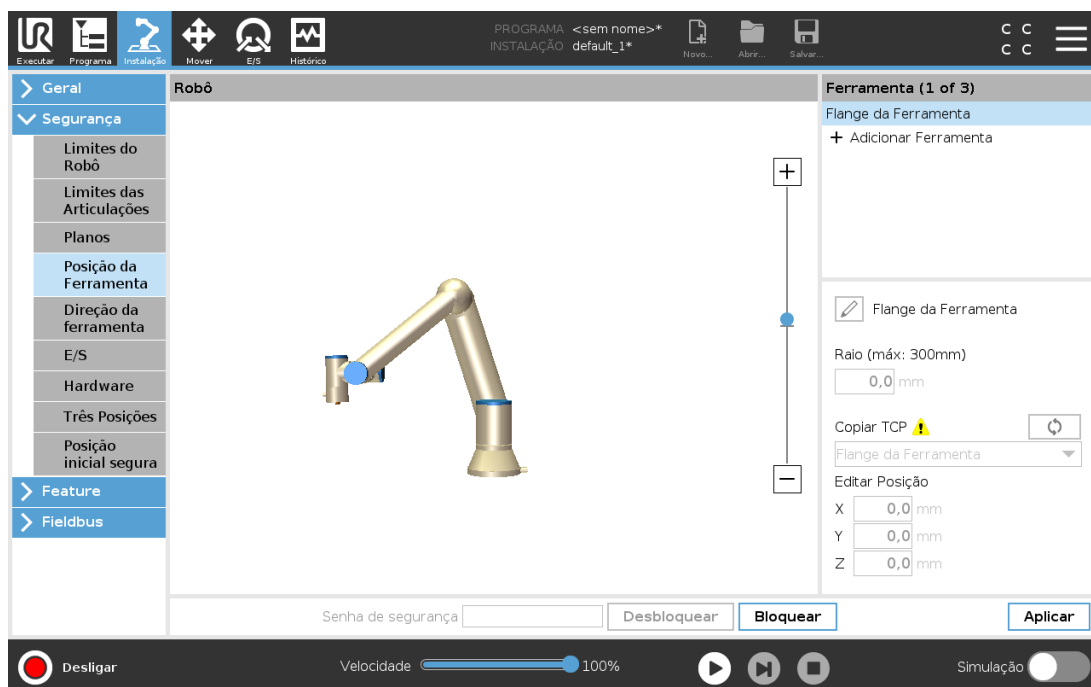 PROGRAMA <sem nome>*
INSTALAÇÃO default_1*
UR
Executar Programa Instalação Mover E/S Histórico Novo... Abrir... Salvar...
C C
C C
Geral
Segurança
Limites do
Robô
Limites das
Articulações
Planos
Posição da
Ferramenta
Direção da
ferramenta
E/S
Hardware
Três Posições
Posição
inicial segura
Feature
Fieldbus
Robô
+
−
Ferramenta (1 of 3)
Flange da Ferramenta
+ Adicionar Ferramenta
Flange da Ferramenta
Raio (máx: 300mm)
0,0 mm
Copiar TCP
Flange da Ferramenta
Editar Posição
X 0,0 mm
Y 0,0 mm
Z 0,0 mm
Senha de segurança Desbloquear Bloquear Aplicar
Desligar Velocidade 100% Simulação